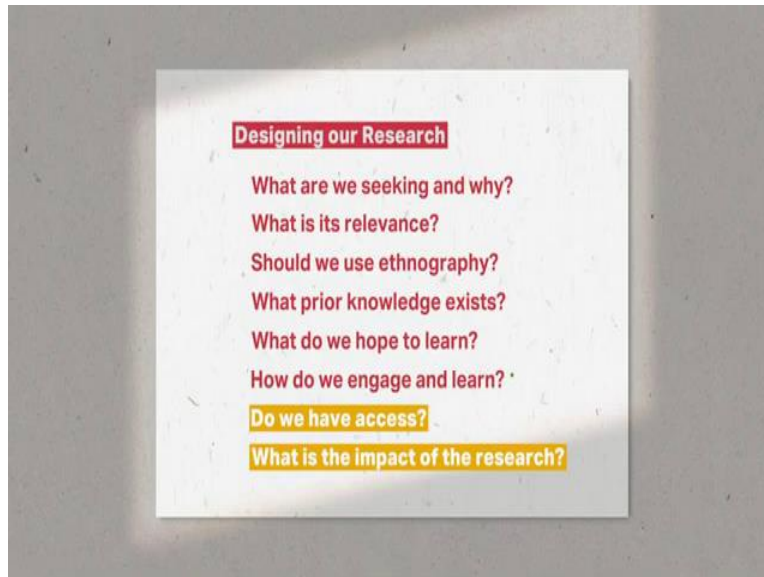 Designing our Research
What are we seeking and why?
What is its relevance?
Should we use ethnography?
What prior knowledge exists?
What do we hope to learn?
How do we engage and learn?
Do we have access?
What is the impact of the research?